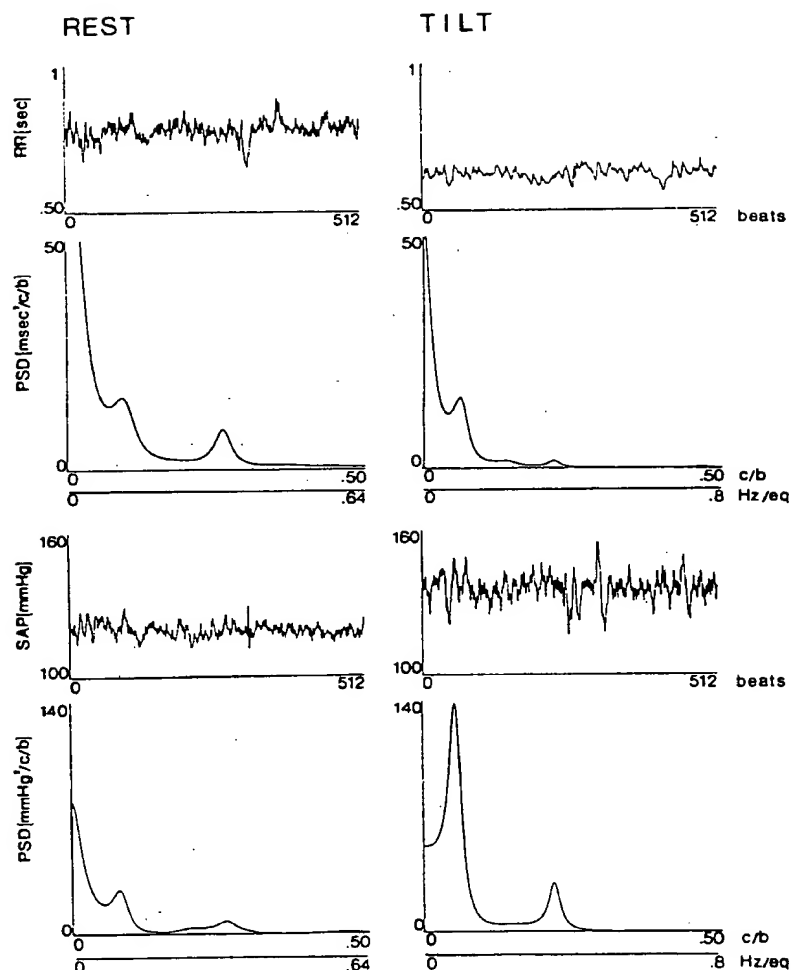 REST TILT
1 1
RR[sec]
.50 .50
0 512 0 512 beats
50 50
PSD[msec²/c/b]
0 0
0 .50 0 .50 c/b
0 .64 0 .8 Hz/eq
160 160
SAP[mmHg]
100 100
0 512 0 512 beats
140 140
PSD[mmHg²/c/b]
0 0
0 .50 0 .50 c/b
0 .64 0 .8 Hz/eq